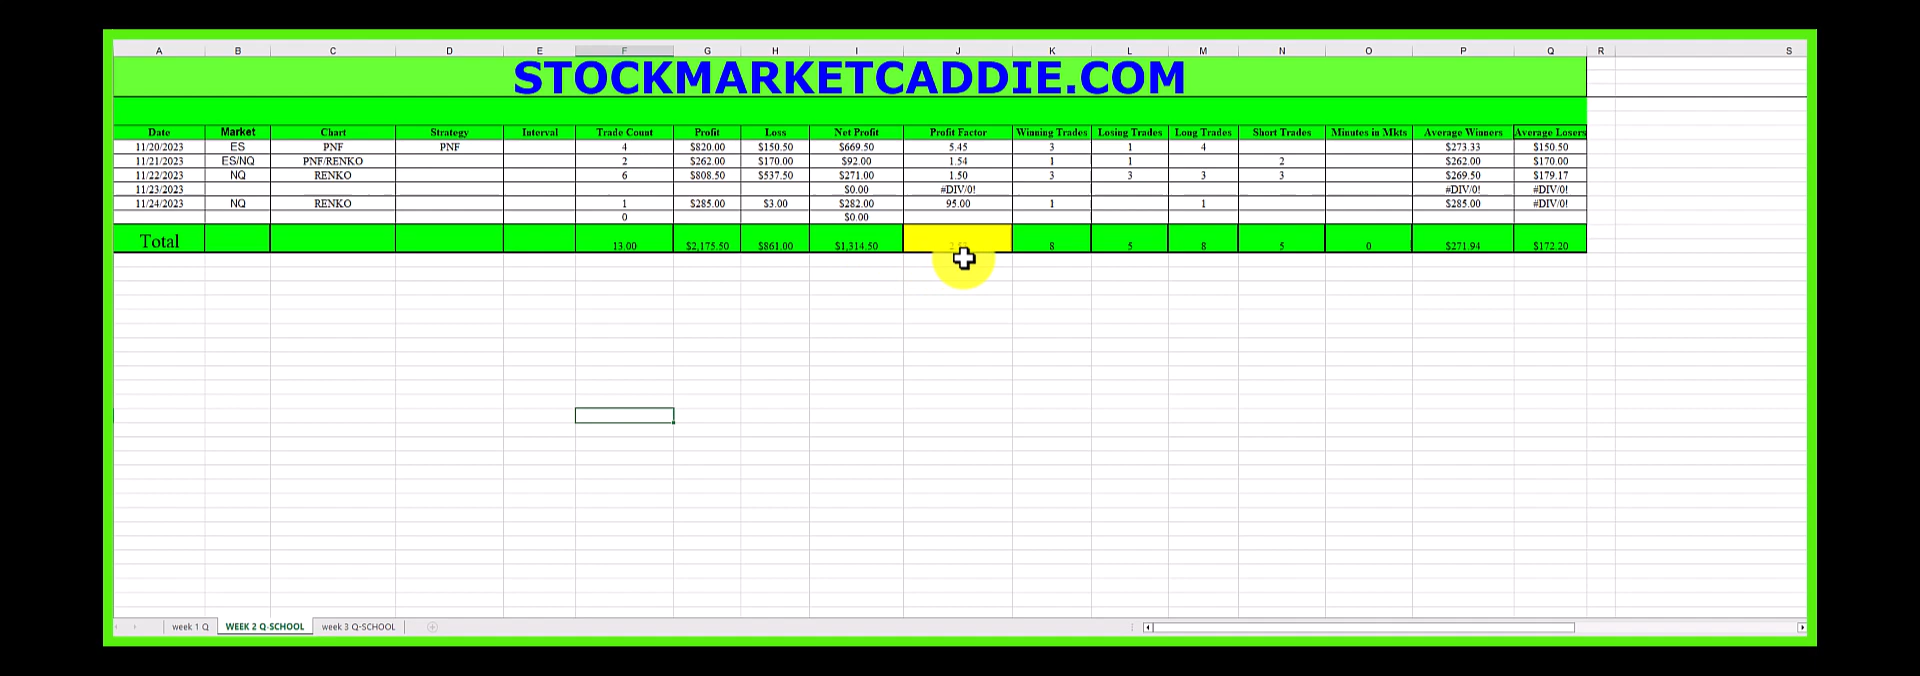 A B C D E F G H I J K L M N O P Q R S
STOCKMARKETCADDIE.COM
Date Market Chart Strategy Interval Trade Count Profit Loss Net Profit Profit Factor Winning Trades Losing Trades Long Trades Short Trades Minutes in Mkts Average Winners Average Losers
11/20/2023 ES PNF PNF 4 $820.00 $150.50 $669.50 5.45 3 1 4 $273.33 $150.50
11/21/2023 ES/NQ PNF/RENKO 2 $262.00 $170.00 $92.00 1.54 1 1 2 $262.00 $170.00
11/22/2023 NQ RENKO 6 $808.50 $537.50 $271.00 1.50 3 3 3 3 $269.50 $179.17
11/23/2023 $0.00 #DIV/0! #DIV/0! #DIV/0!
11/24/2023 NQ RENKO 1 $285.00 $3.00 $282.00 95.00 1 1 $285.00 #DIV/0!
0 $0.00
Total 13.00 $2,175.50 $861.00 $1,314.50 8 5 8 5 0 $271.94 $172.20
week 1 Q WEEK 2 Q-SCHOOL week 3 Q-SCHOOL